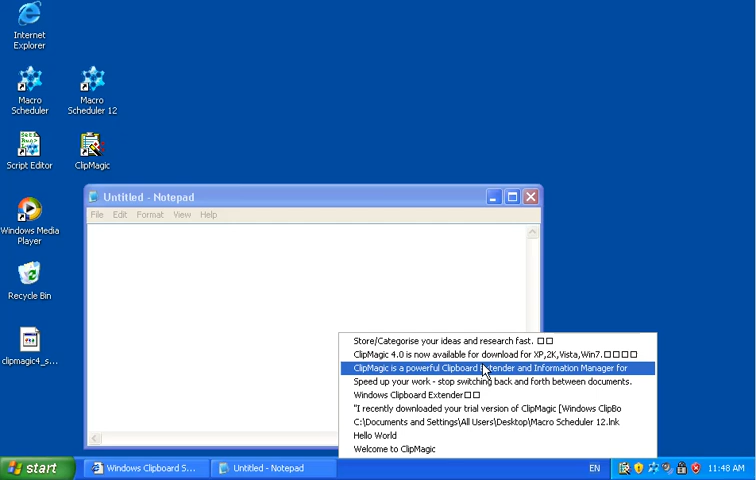 Internet
Explorer
Macro
Scheduler
Macro
Scheduler 12
Script Editor
ClipMagic
Windows Media
Player
Recycle Bin
clipmagic4_s...
Untitled - Notepad
File Edit Format View Help
Store/Categorise your ideas and research fast. □□
ClipMagic 4.0 is now available for download for XP,2K,Vista,Win7.□□□□
ClipMagic is a powerful Clipboard Extender and Information Manager for
Speed up your work - stop switching back and forth between documents.
Windows Clipboard Extender□□
"I recently downloaded your trial version of ClipMagic [Windows ClipBo
C:\Documents and Settings\All Users\Desktop\Macro Scheduler 12.lnk
Hello World
Welcome to ClipMagic
start
Windows Clipboard S...
Untitled - Notepad
EN
11:48 AM